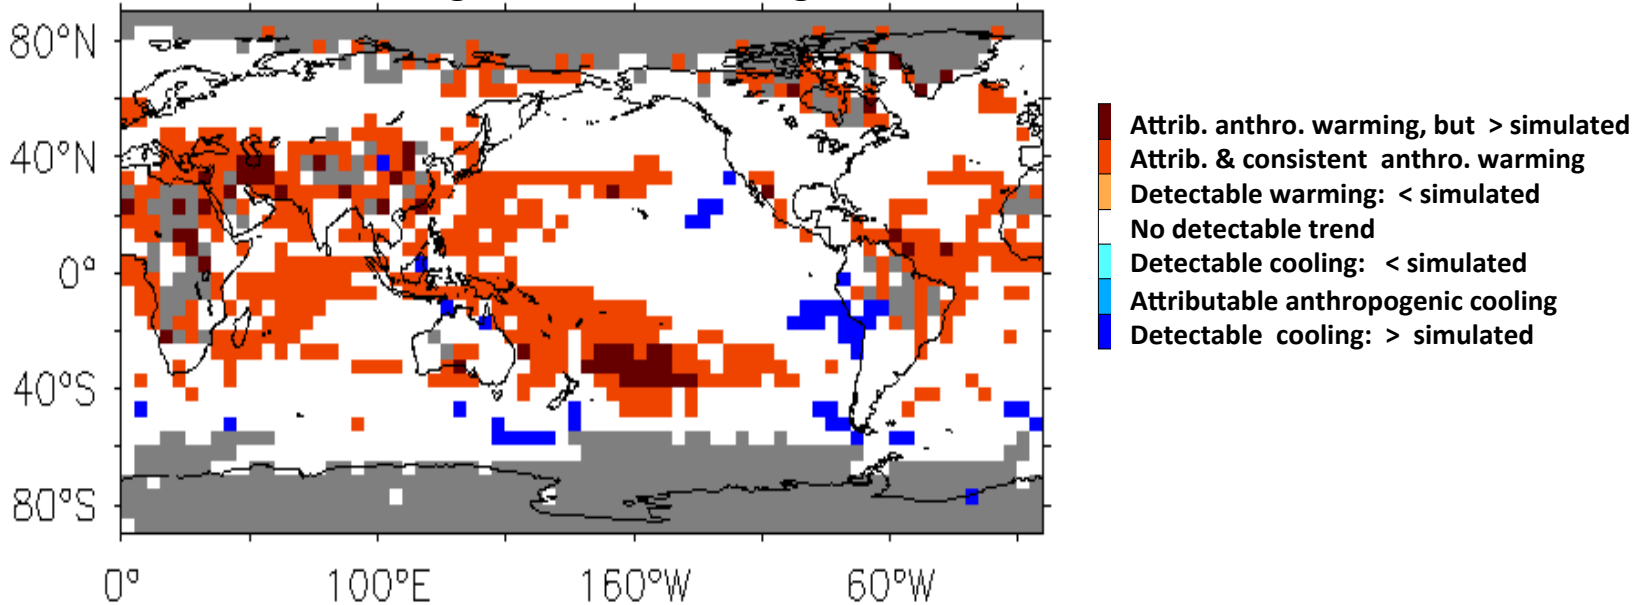 80°N
40°N
0°
40°S
80°S
0°
100°E
160°W
60°W
Attrib. anthro. warming, but > simulated
Attrib. & consistent anthro. warming
Detectable warming: < simulated
No detectable trend
Detectable cooling: < simulated
Attributable anthropogenic cooling
Detectable cooling: > simulated